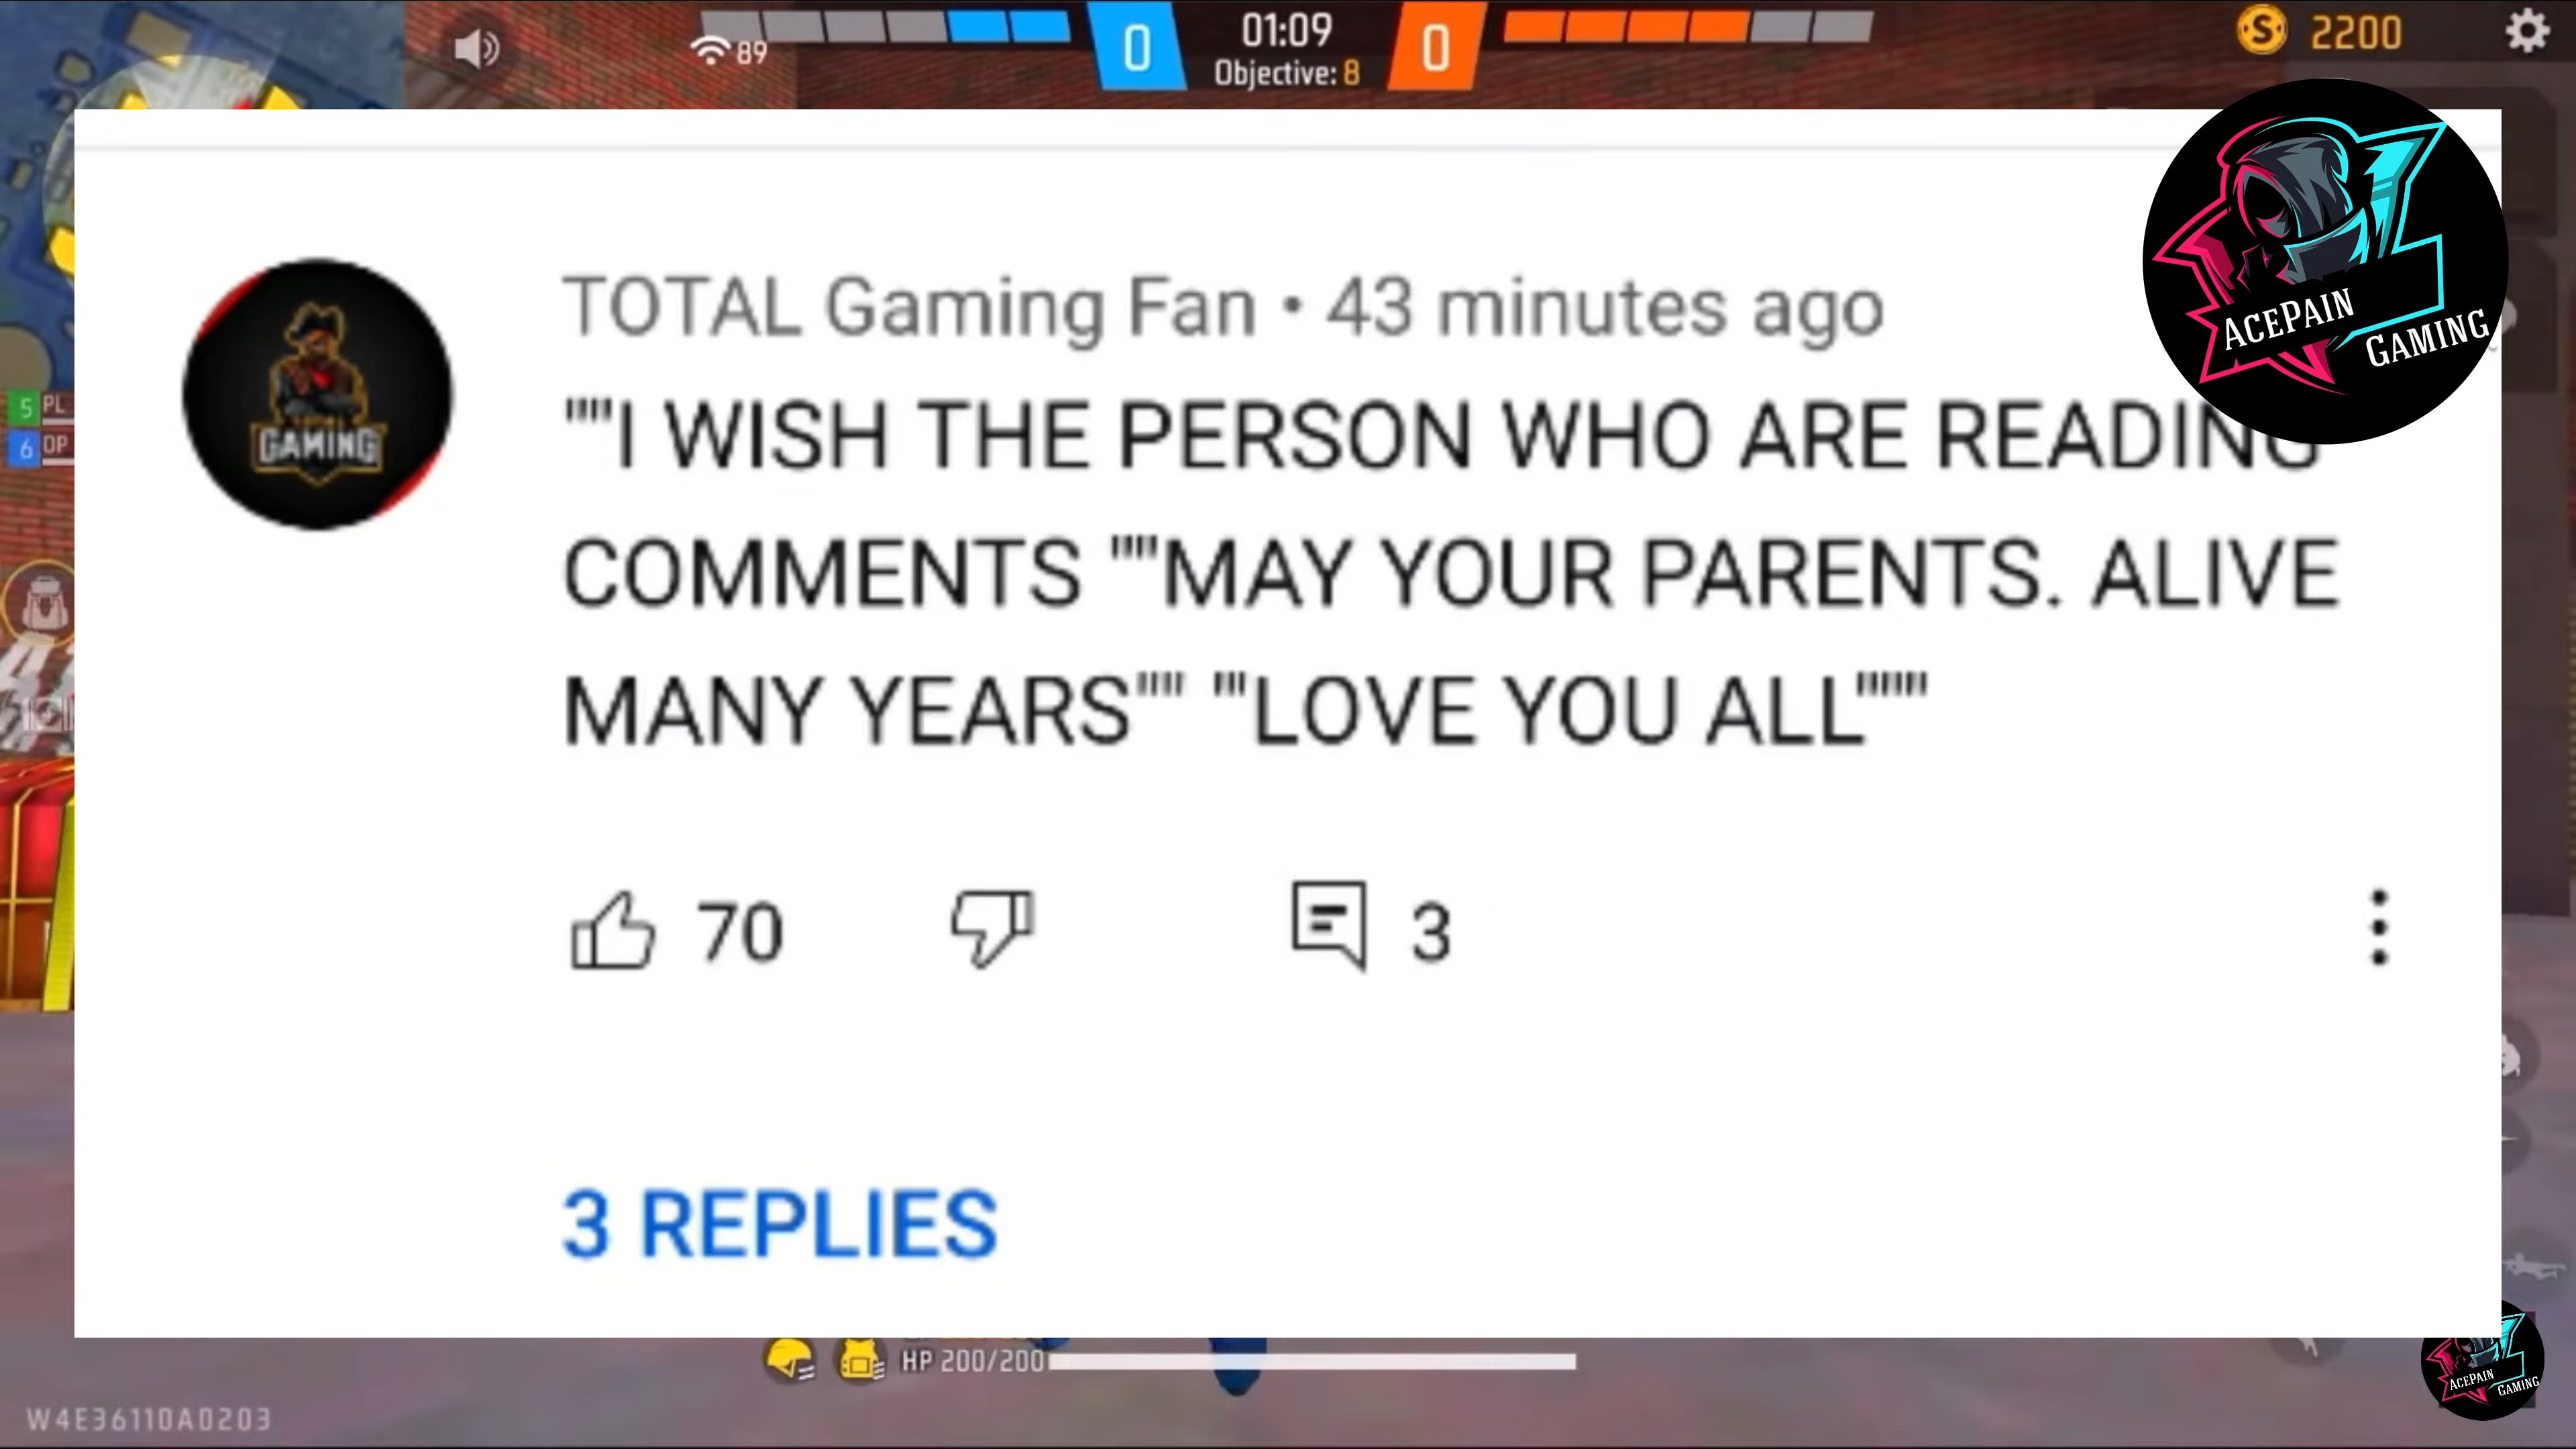 89
0
01:09
Objective: 8
0
2200
TOTAL Gaming Fan • 43 minutes ago
""I WISH THE PERSON WHO ARE READING
COMMENTS ""MAY YOUR PARENTS. ALIVE
MANY YEARS"" "'LOVE YOU ALL"""
70
3
3 REPLIES
GAMING
ACEPAIN
GAMING
5 PL
6 OP
HP 200/200
W4E36110A0203
ACEPAIN
GAMING